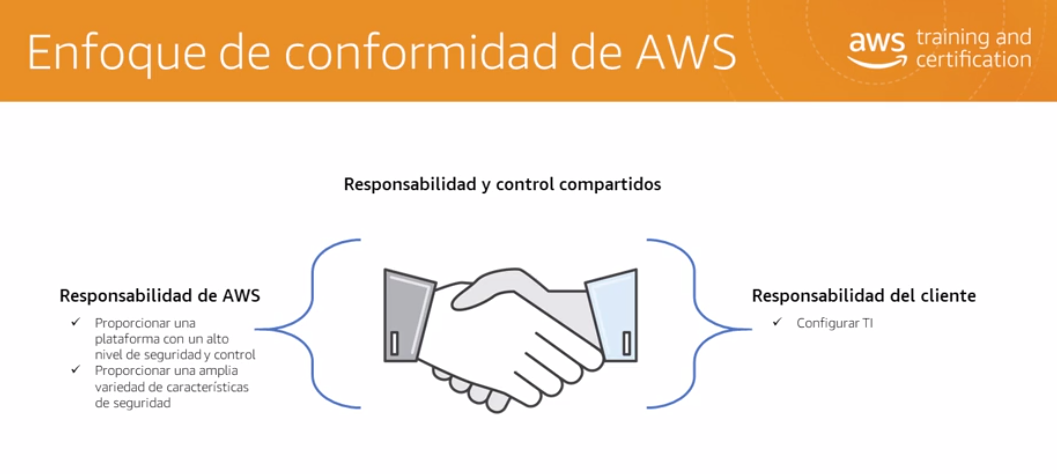 Enfoque de conformidad de AWS
aws training and
certification
Responsabilidad y control compartidos
Responsabilidad de AWS
✓ Proporcionar una
plataforma con un alto
nivel de seguridad y control
✓ Proporcionar una amplia
variedad de características
de seguridad
Responsabilidad del cliente
✓ Configurar TI